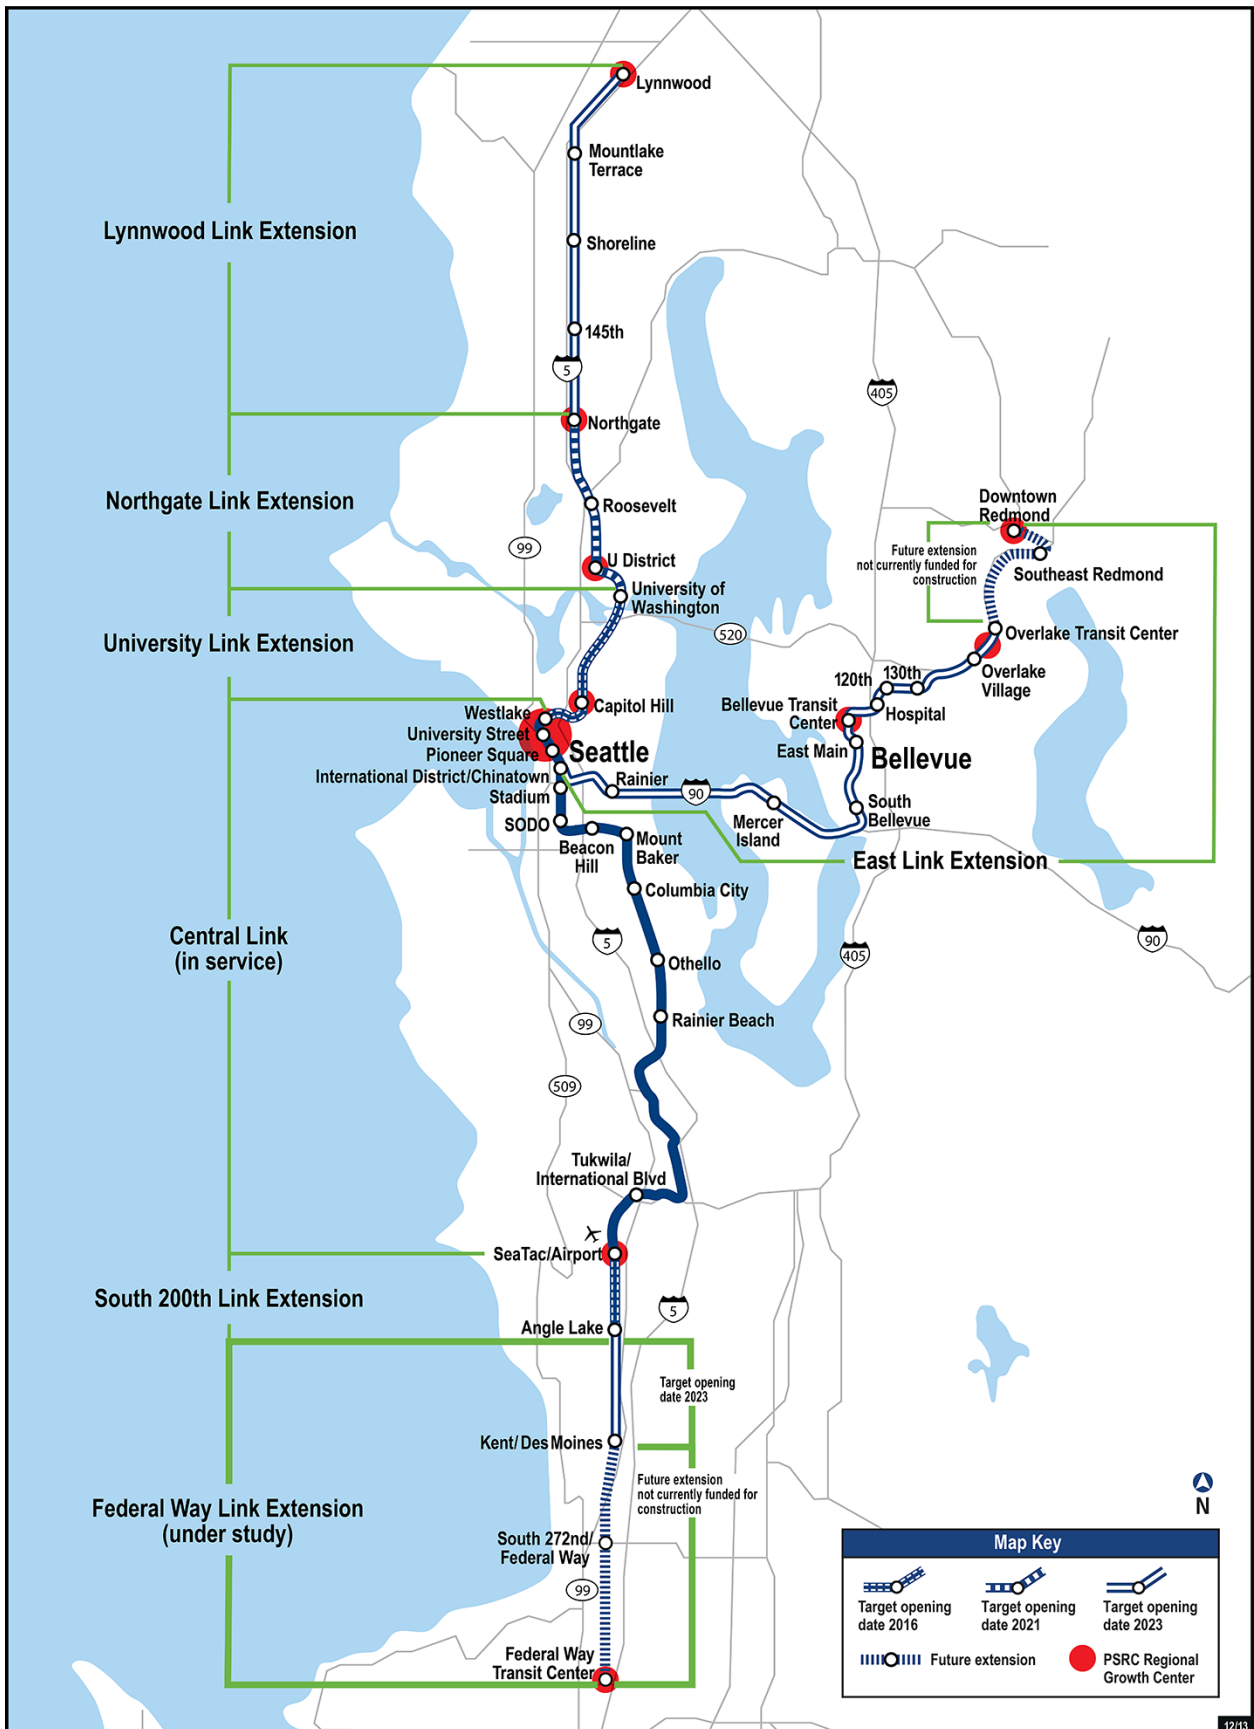 Lynnwood
Mountlake
Terrace
Lynnwood Link Extension
Shoreline
145th
5
405
Northgate
Northgate Link Extension
Roosevelt
Downtown
Redmond
99
Future extension
not currently funded for
construction
U District
Southeast Redmond
University of
Washington
520
University Link Extension
Overlake Transit Center
Overlake
Village
120th
130th
Capitol Hill
Bellevue Transit
Center
Hospital
Westlake
University Street
Pioneer Square
Seattle
East Main
Bellevue
International District/Chinatown
Rainier
90
Stadium
South
Bellevue
SODO
Mercer
Island
Beacon
Hill
Mount
Baker
East Link Extension
Columbia City
Central Link
(in service)
5
405
90
Othello
99
Rainier Beach
509
Tukwila/
International Blvd
SeaTac/Airport
South 200th Link Extension
5
Angle Lake
Target opening
date 2023
Kent/Des Moines
Future extension
not currently funded for
construction
Federal Way Link Extension
(under study)
South 272nd/
Federal Way
99
Federal Way
Transit Center
N
Map Key
Target opening
date 2016
Target opening
date 2021
Target opening
date 2023
Future extension
PSRC Regional
Growth Center
12/13